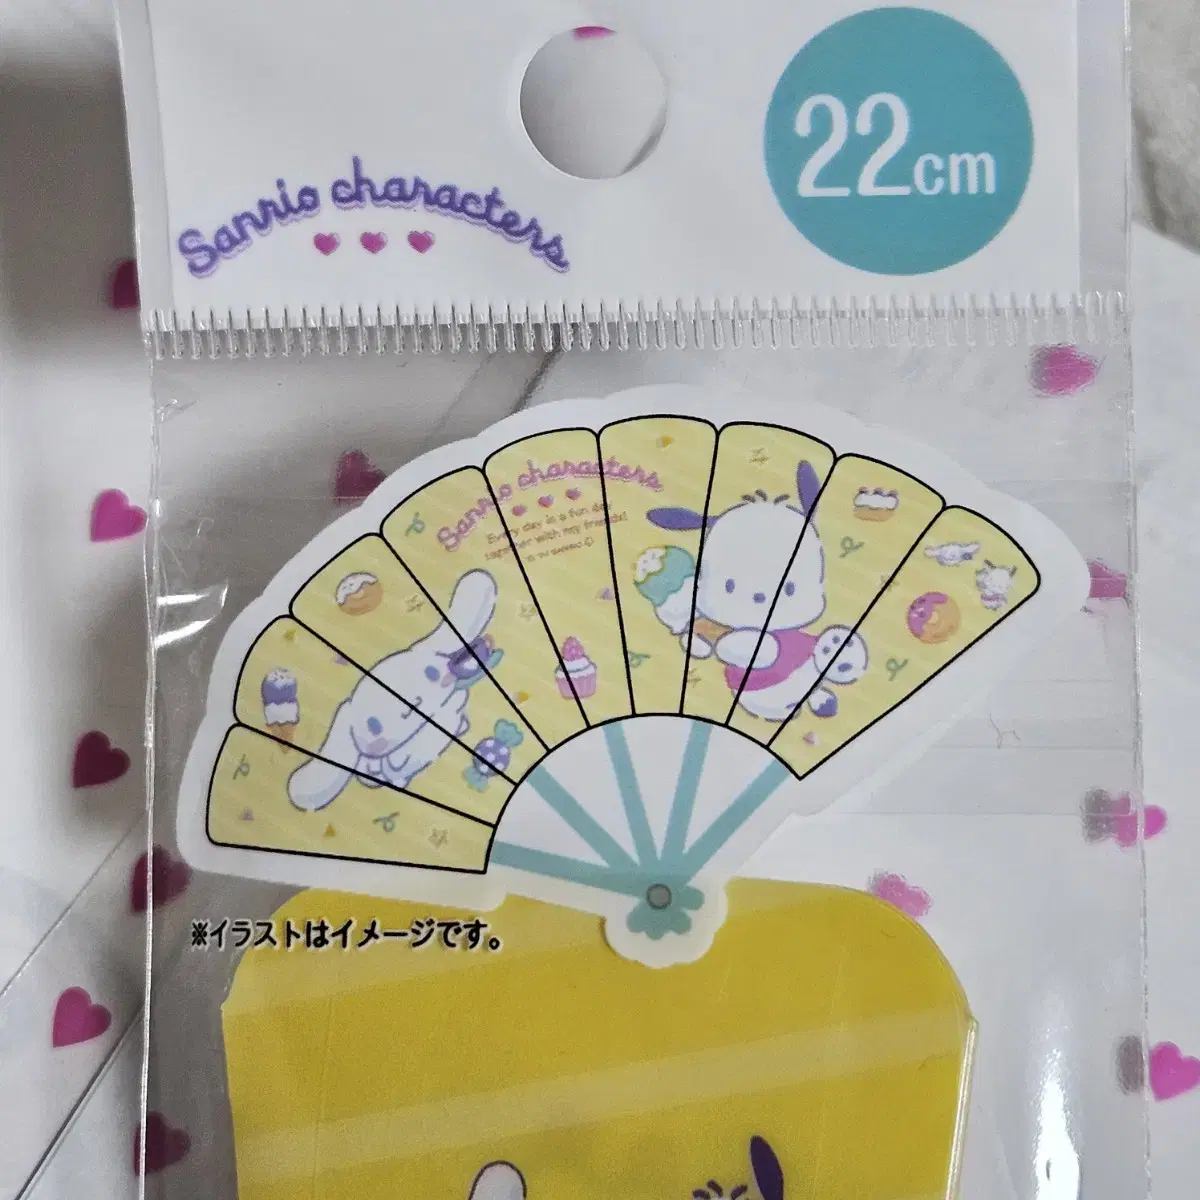 Sanrio characters
22cm
Sanrio characters
Every day is a fun day
together with my friends!
※イラストはイメージです。